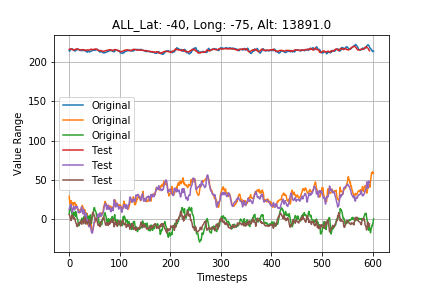 ALL_Lat: -40, Long: -75, Alt: 13891.0
Value Range
200
150
100
50
0
Original
Original
Original
Test
Test
Test
0
100
200
300
400
500
600
Timesteps